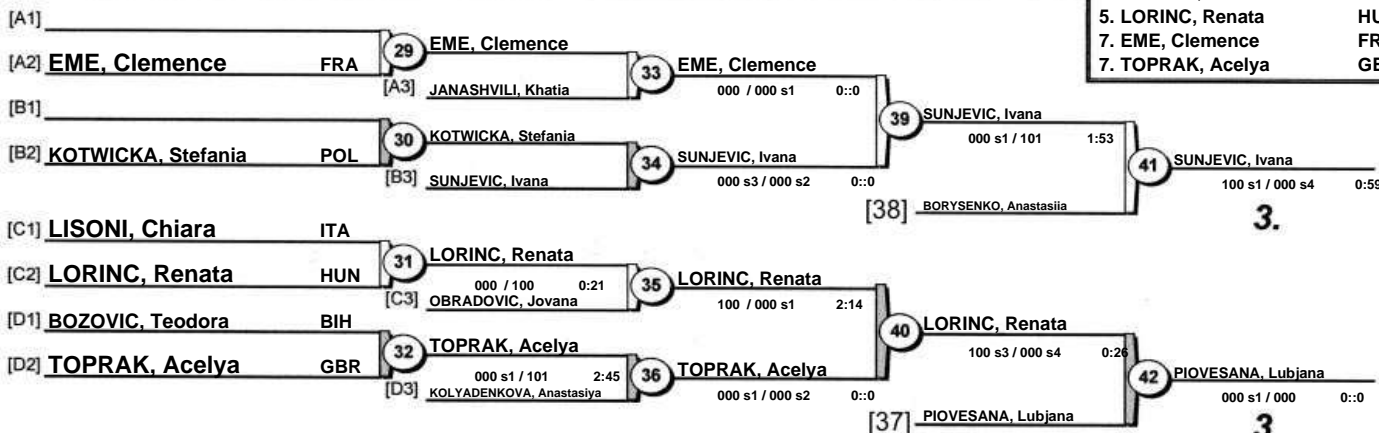 5. LORINC, Renata HU
7. EME, Clemence FR
7. TOPRAK, Acelya GB
[A1]
[A2] EME, Clemence FRA
29
EME, Clemence
[A3] JANASHVILI, Khatia
33
EME, Clemence
000 / 000 s1 0::0
[B1]
[B2] KOTWICKA, Stefania POL
30
KOTWICKA, Stefania
[B3] SUNJEVIC, Ivana
34
SUNJEVIC, Ivana
000 s3 / 000 s2 0::0
39
SUNJEVIC, Ivana
000 s1 / 101 1:53
[38] BORYSENKO, Anastasiia
41
SUNJEVIC, Ivana
100 s1 / 000 s4 0:59
3.
[C1] LISONI, Chiara ITA
[C2] LORINC, Renata HUN
31
LORINC, Renata
000 / 100 0:21
[C3] OBRADOVIC, Jovana
35
LORINC, Renata
100 / 000 s1 2:14
[D1] BOZOVIC, Teodora BIH
[D2] TOPRAK, Acelya GBR
32
TOPRAK, Acelya
000 s1 / 101 2:45
[D3] KOLYADENKOVA, Anastasiya
36
TOPRAK, Acelya
000 s1 / 000 s2 0::0
40
LORINC, Renata
100 s3 / 000 s4 0:26
[37] PIOVESANA, Lubjana
42
PIOVESANA, Lubjana
000 s1 / 000 0::0
3